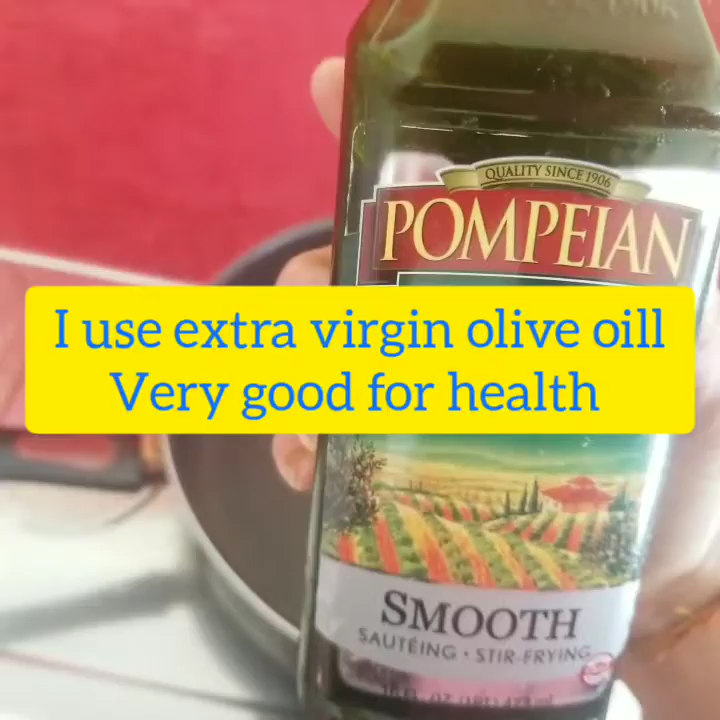 QUALITY SINCE 1906
POMPEIAN
I use extra virgin olive oill
Very good for health
SMOOTH
SAUTÉING • STIR-FRYING